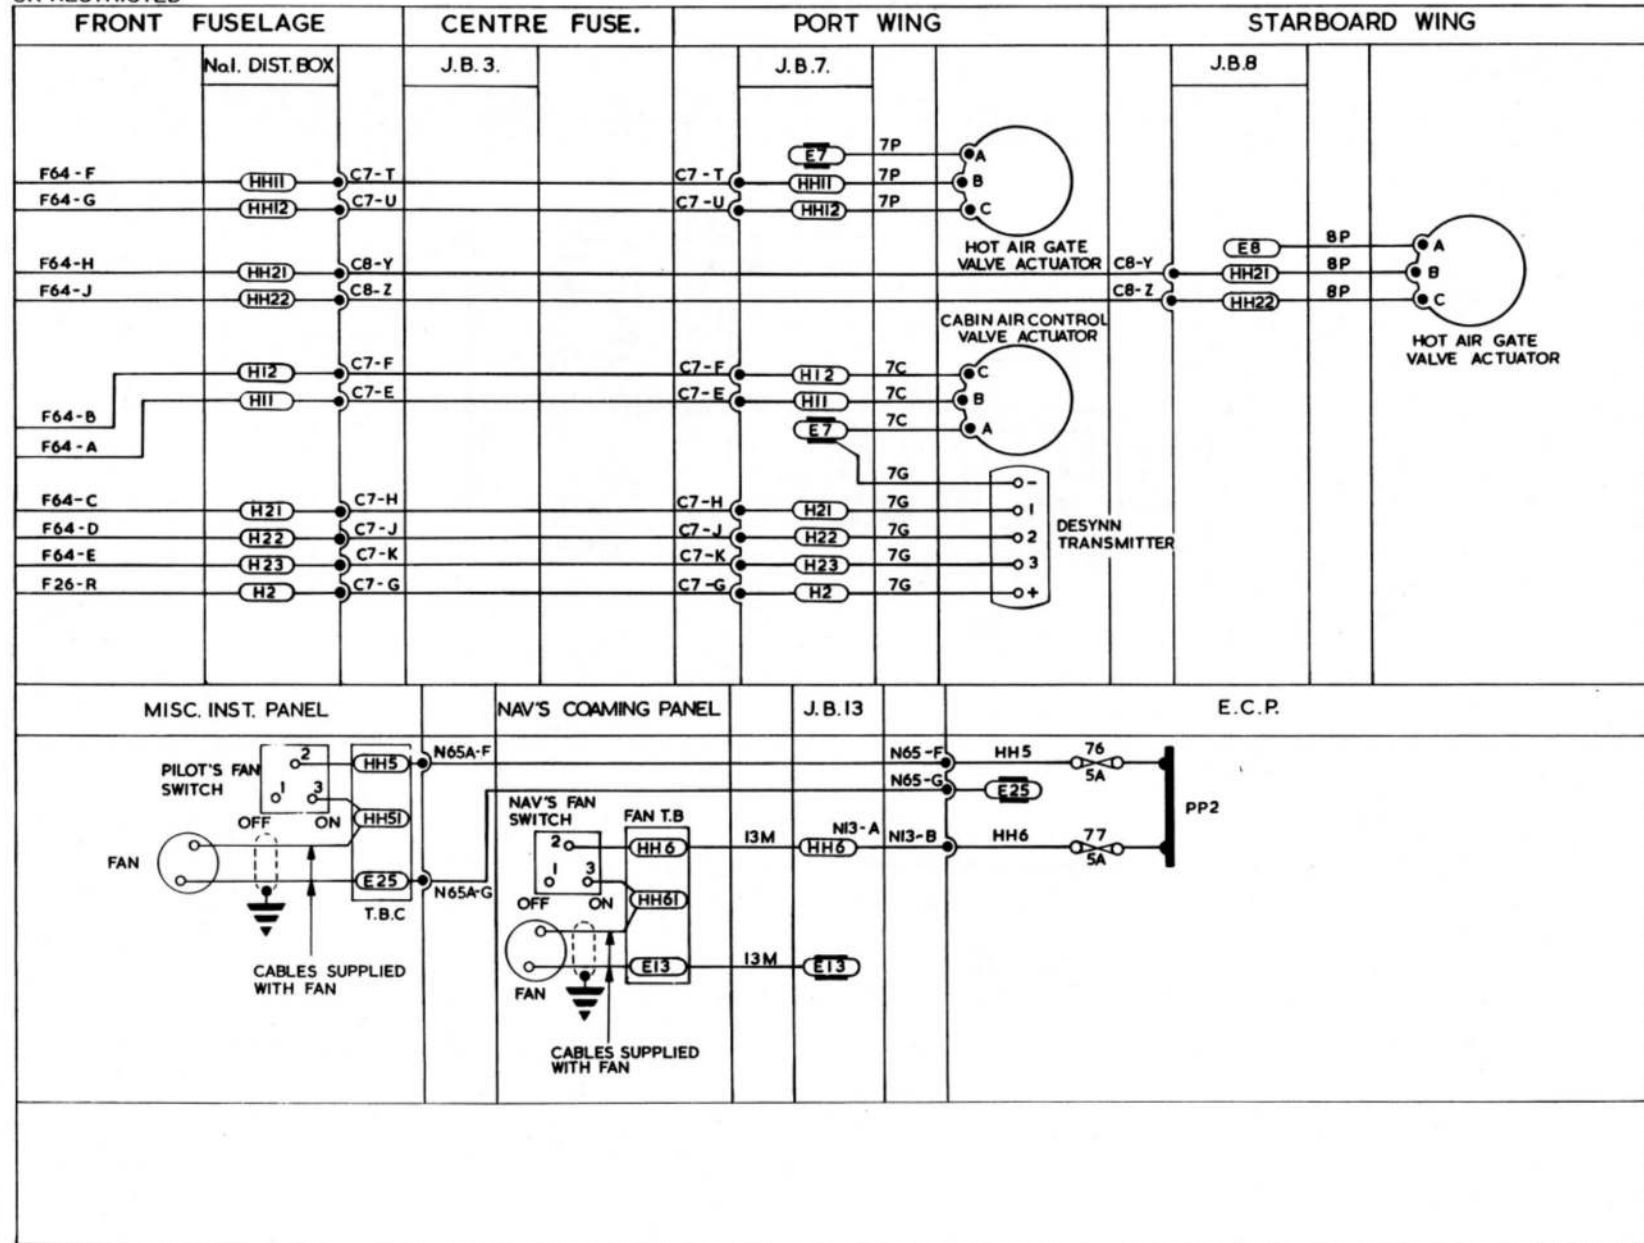 FRONT FUSELAGE CENTRE FUSE. PORT WING STARBOARD WING
No.1. DIST. BOX J.B.3. J.B.7. J.B.8
E7 7P A
F64-F HH11 C7-T C7-T HH11 7P B
F64-G HH12 C7-U C7-U HH12 7P C
HOT AIR GATE
VALVE ACTUATOR
E8 8P A
F64-H HH21 C8-Y C8-Y HH21 8P B
F64-J HH22 C8-Z C8-Z HH22 8P C
HOT AIR GATE
VALVE ACTUATOR
CABIN AIR CONTROL
VALVE ACTUATOR
H12 C7-F C7-F H12 7C C
H11 C7-E C7-E H11 7C B
F64-B E7 7C A
F64-A
7G -
F64-C H21 C7-H C7-H H21 7G 1
F64-D H22 C7-J C7-J H22 7G 2
F64-E H23 C7-K C7-K H23 7G 3
F26-R H2 C7-G C7-G H2 7G +
DESYNN
TRANSMITTER
MISC. INST. PANEL NAV'S COAMING PANEL J.B.13 E.C.P.
PILOT'S FAN
SWITCH
2 HH5 N65A-F N65-F HH5 76
5A
1 3
OFF ON HH51
N65-G E25
PP2
FAN
E25 N65A-G
T.B.C
CABLES SUPPLIED
WITH FAN
NAV'S FAN
SWITCH
FAN T.B
2 HH6 13M HH6 N13-A N13-B HH6 77
5A
1 3
OFF ON HH61
FAN
E13 13M E13
CABLES SUPPLIED
WITH FAN